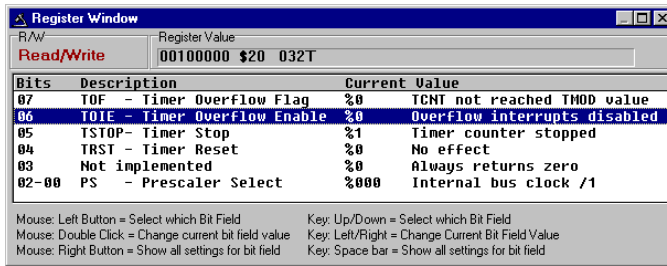 Register Window
R/W
Register Value
Read/Write
00100000 $20 032T
Bits Description Current Value
07 TOF - Timer Overflow Flag %0 TCNT not reached TMOD value
06 TOIE - Timer Overflow Enable %0 Overflow interrupts disabled
05 TSTOP- Timer Stop %1 Timer counter stopped
04 TRST - Timer Reset %0 No effect
03 Not implemented %0 Always returns zero
02-00 PS - Prescaler Select %000 Internal bus clock /1
Mouse: Left Button = Select which Bit Field Key: Up/Down = Select which Bit Field
Mouse: Double Click = Change current bit field value Key: Left/Right = Change Current Bit Field Value
Mouse: Right Button = Show all settings for bit field Key: Space bar = Show all settings for bit field